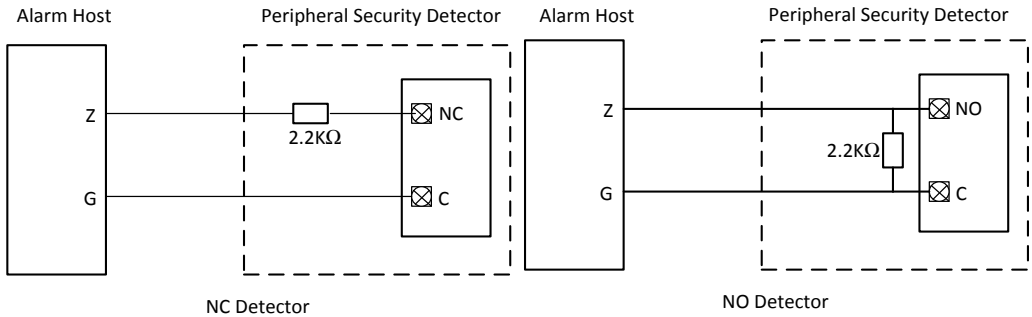 Alarm Host
Peripheral Security Detector
Z
NC
2.2KΩ
G
C
NC Detector
Alarm Host
Peripheral Security Detector
Z
NO
2.2KΩ
G
C
NO Detector